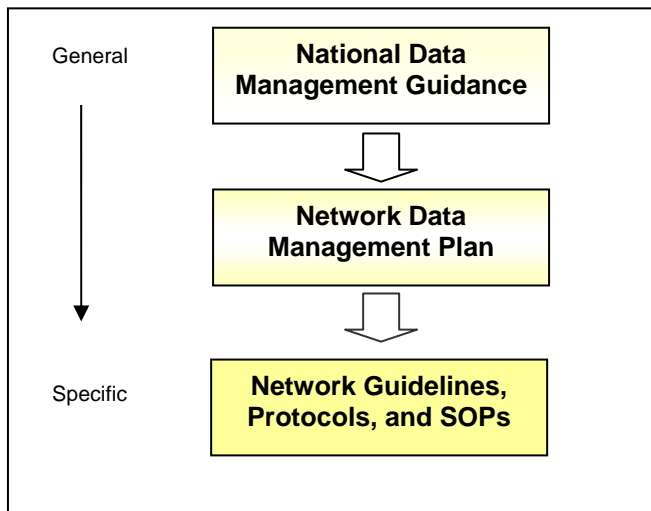 General
National Data
Management Guidance
Network Data
Management Plan
Specific
Network Guidelines,
Protocols, and SOPs